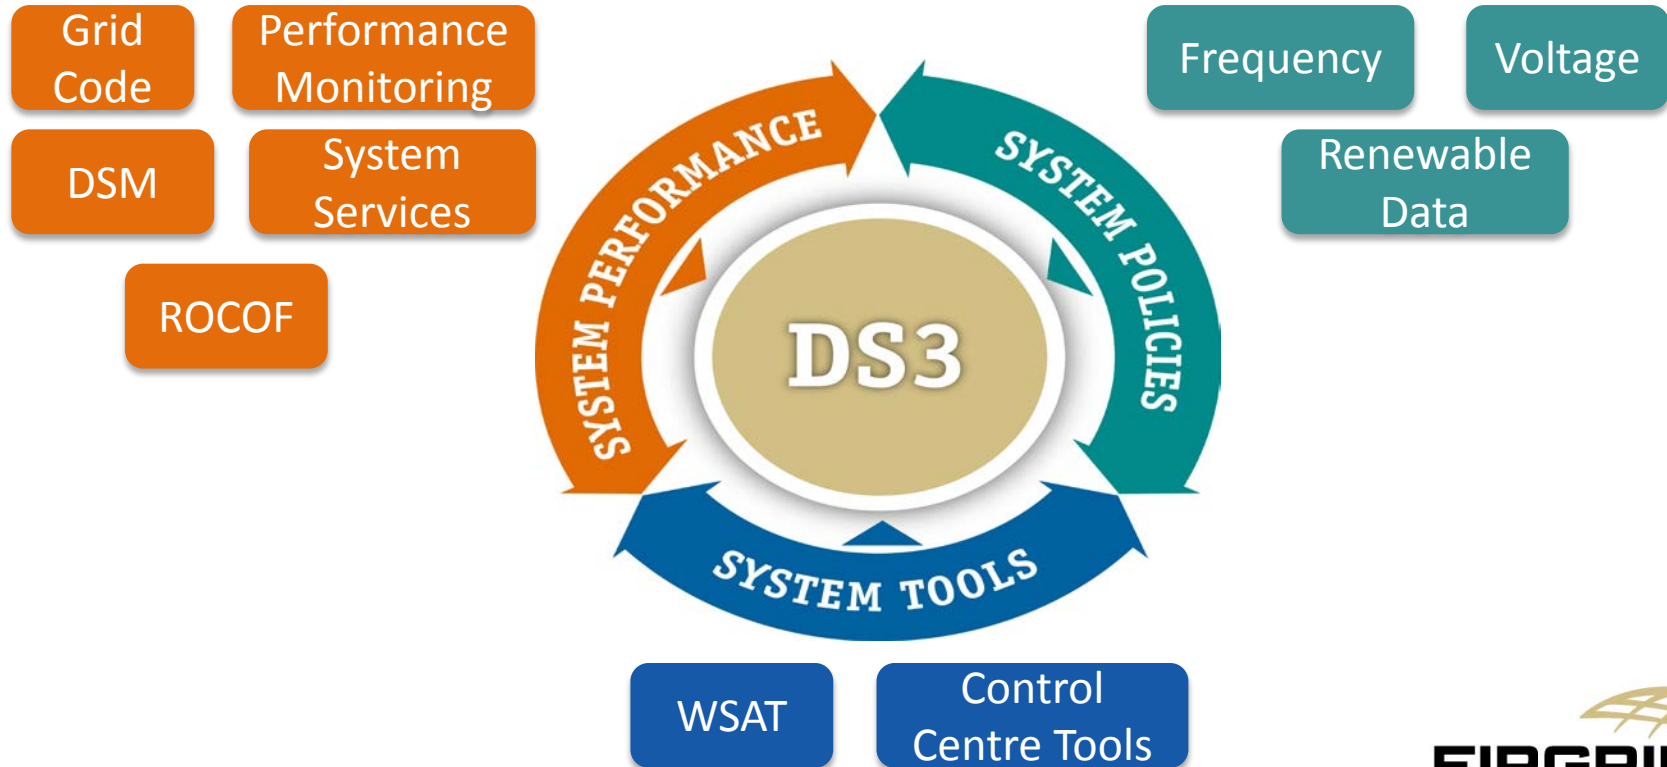 Grid
Code
Performance
Monitoring
DSM
System
Services
ROCOF
Frequency
Voltage
Renewable
Data
SYSTEM PERFORMANCE
SYSTEM POLICIES
DS3
SYSTEM TOOLS
WSAT
Control
Centre Tools